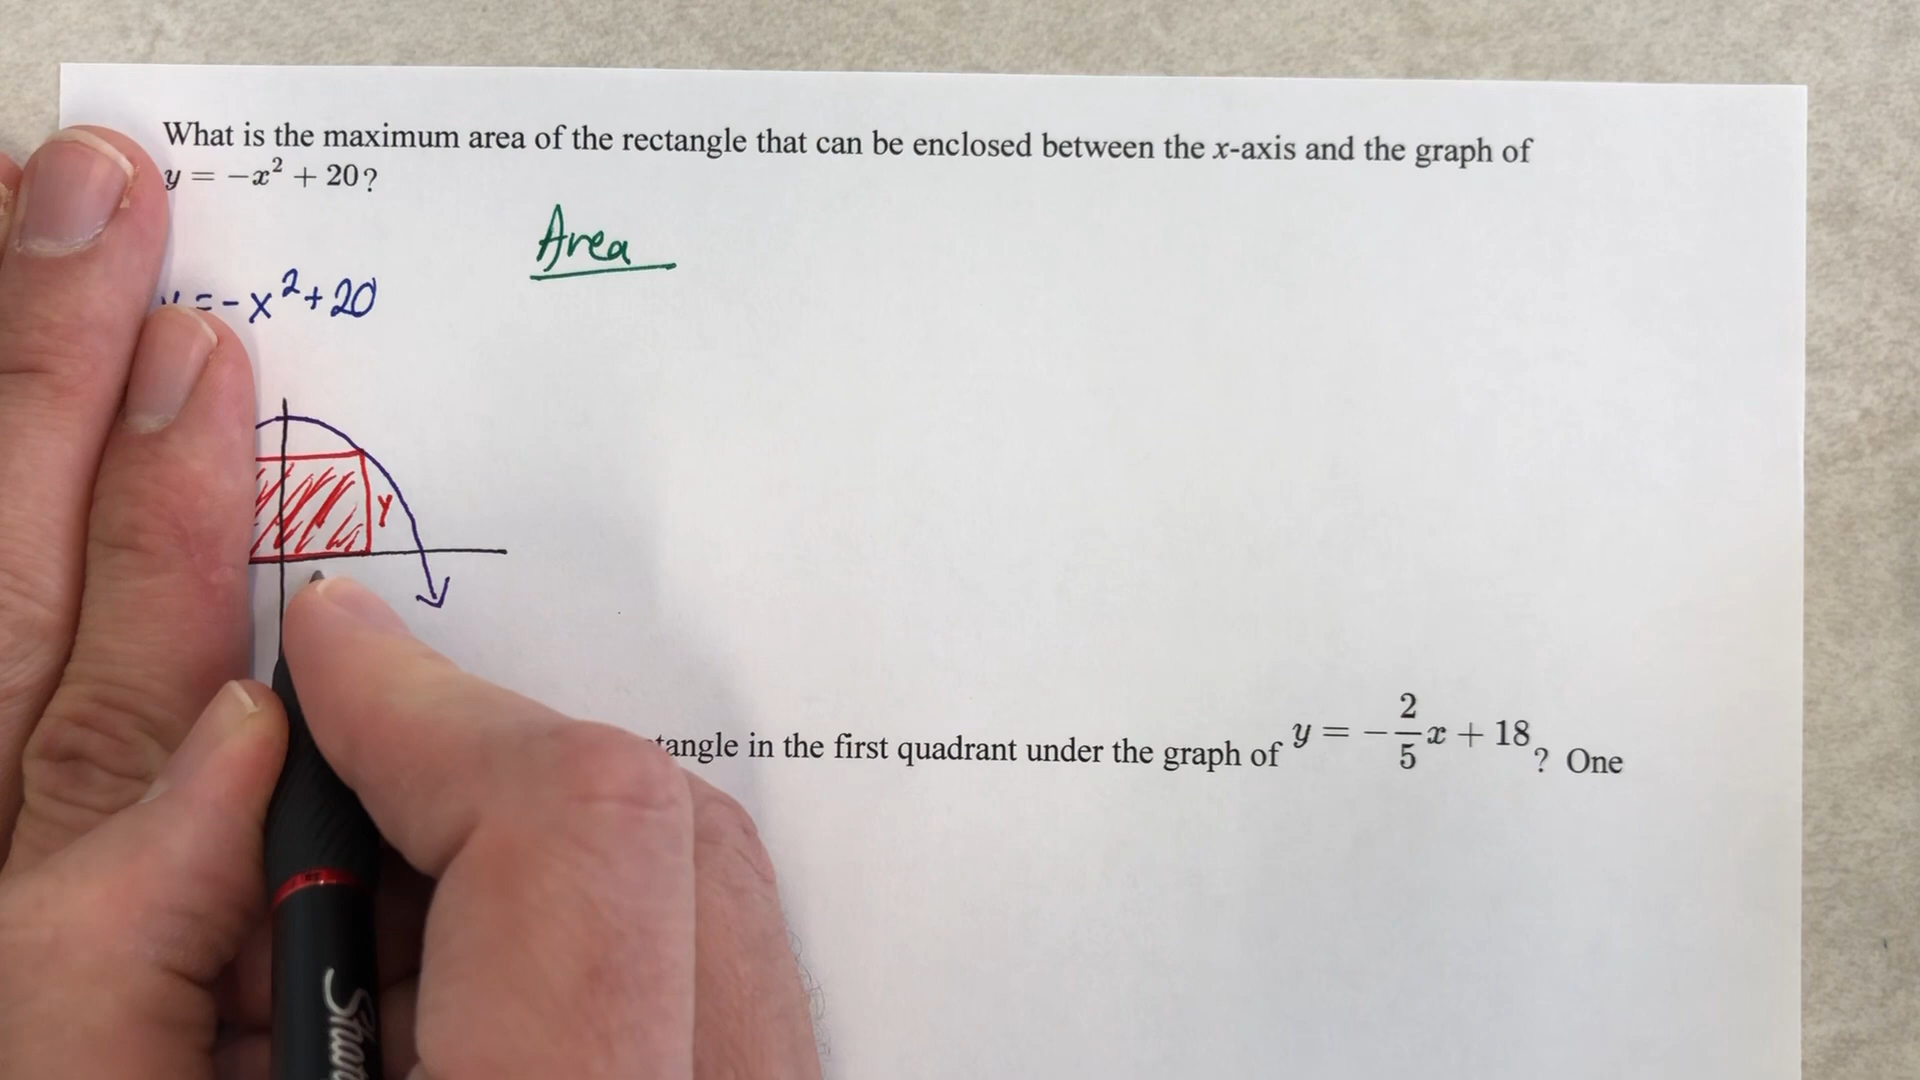 What is the maximum area of the rectangle that can be enclosed between the x-axis and the graph of
y = −x² + 20?
Area
= -x²+20
Y
tangle in the first quadrant under the graph of y = −2/5x + 18? One